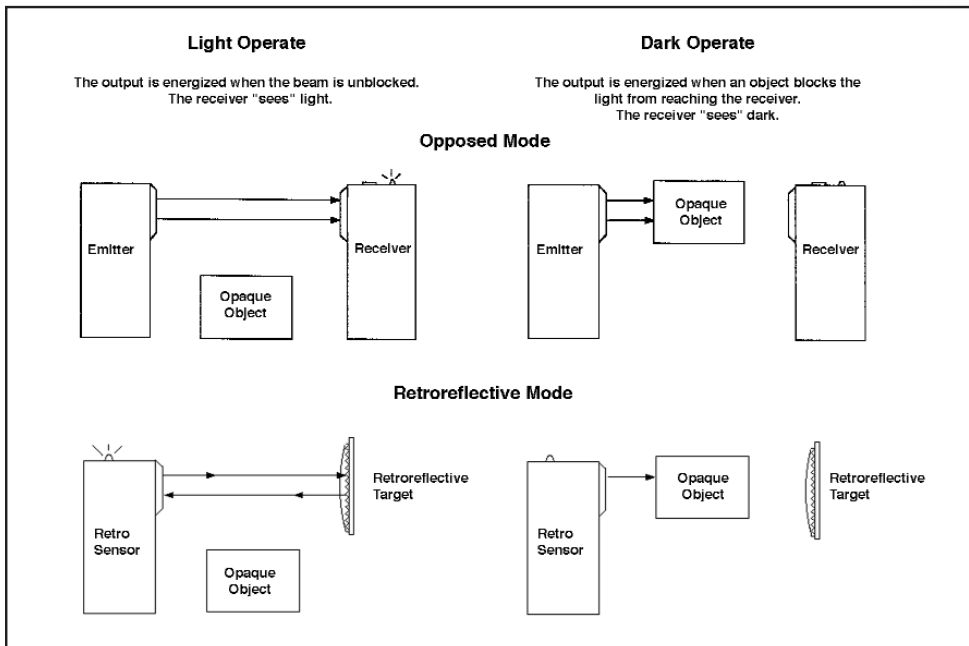 Light Operate
The output is energized when the beam is unblocked.
The receiver "sees" light.
Dark Operate
The output is energized when an object blocks the
light from reaching the receiver.
The receiver "sees" dark.
Opposed Mode
Emitter
Opaque
Object
Receiver
Emitter
Opaque
Object
Receiver
Retroreflective Mode
Retro
Sensor
Opaque
Object
Retroreflective
Target
Retro
Sensor
Opaque
Object
Retroreflective
Target